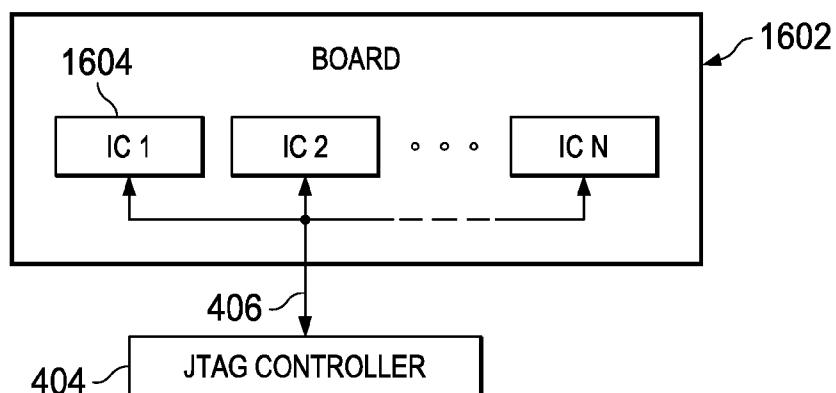 1602
BOARD
1604
IC 1
IC 2
IC N
406
JTAG CONTROLLER
404